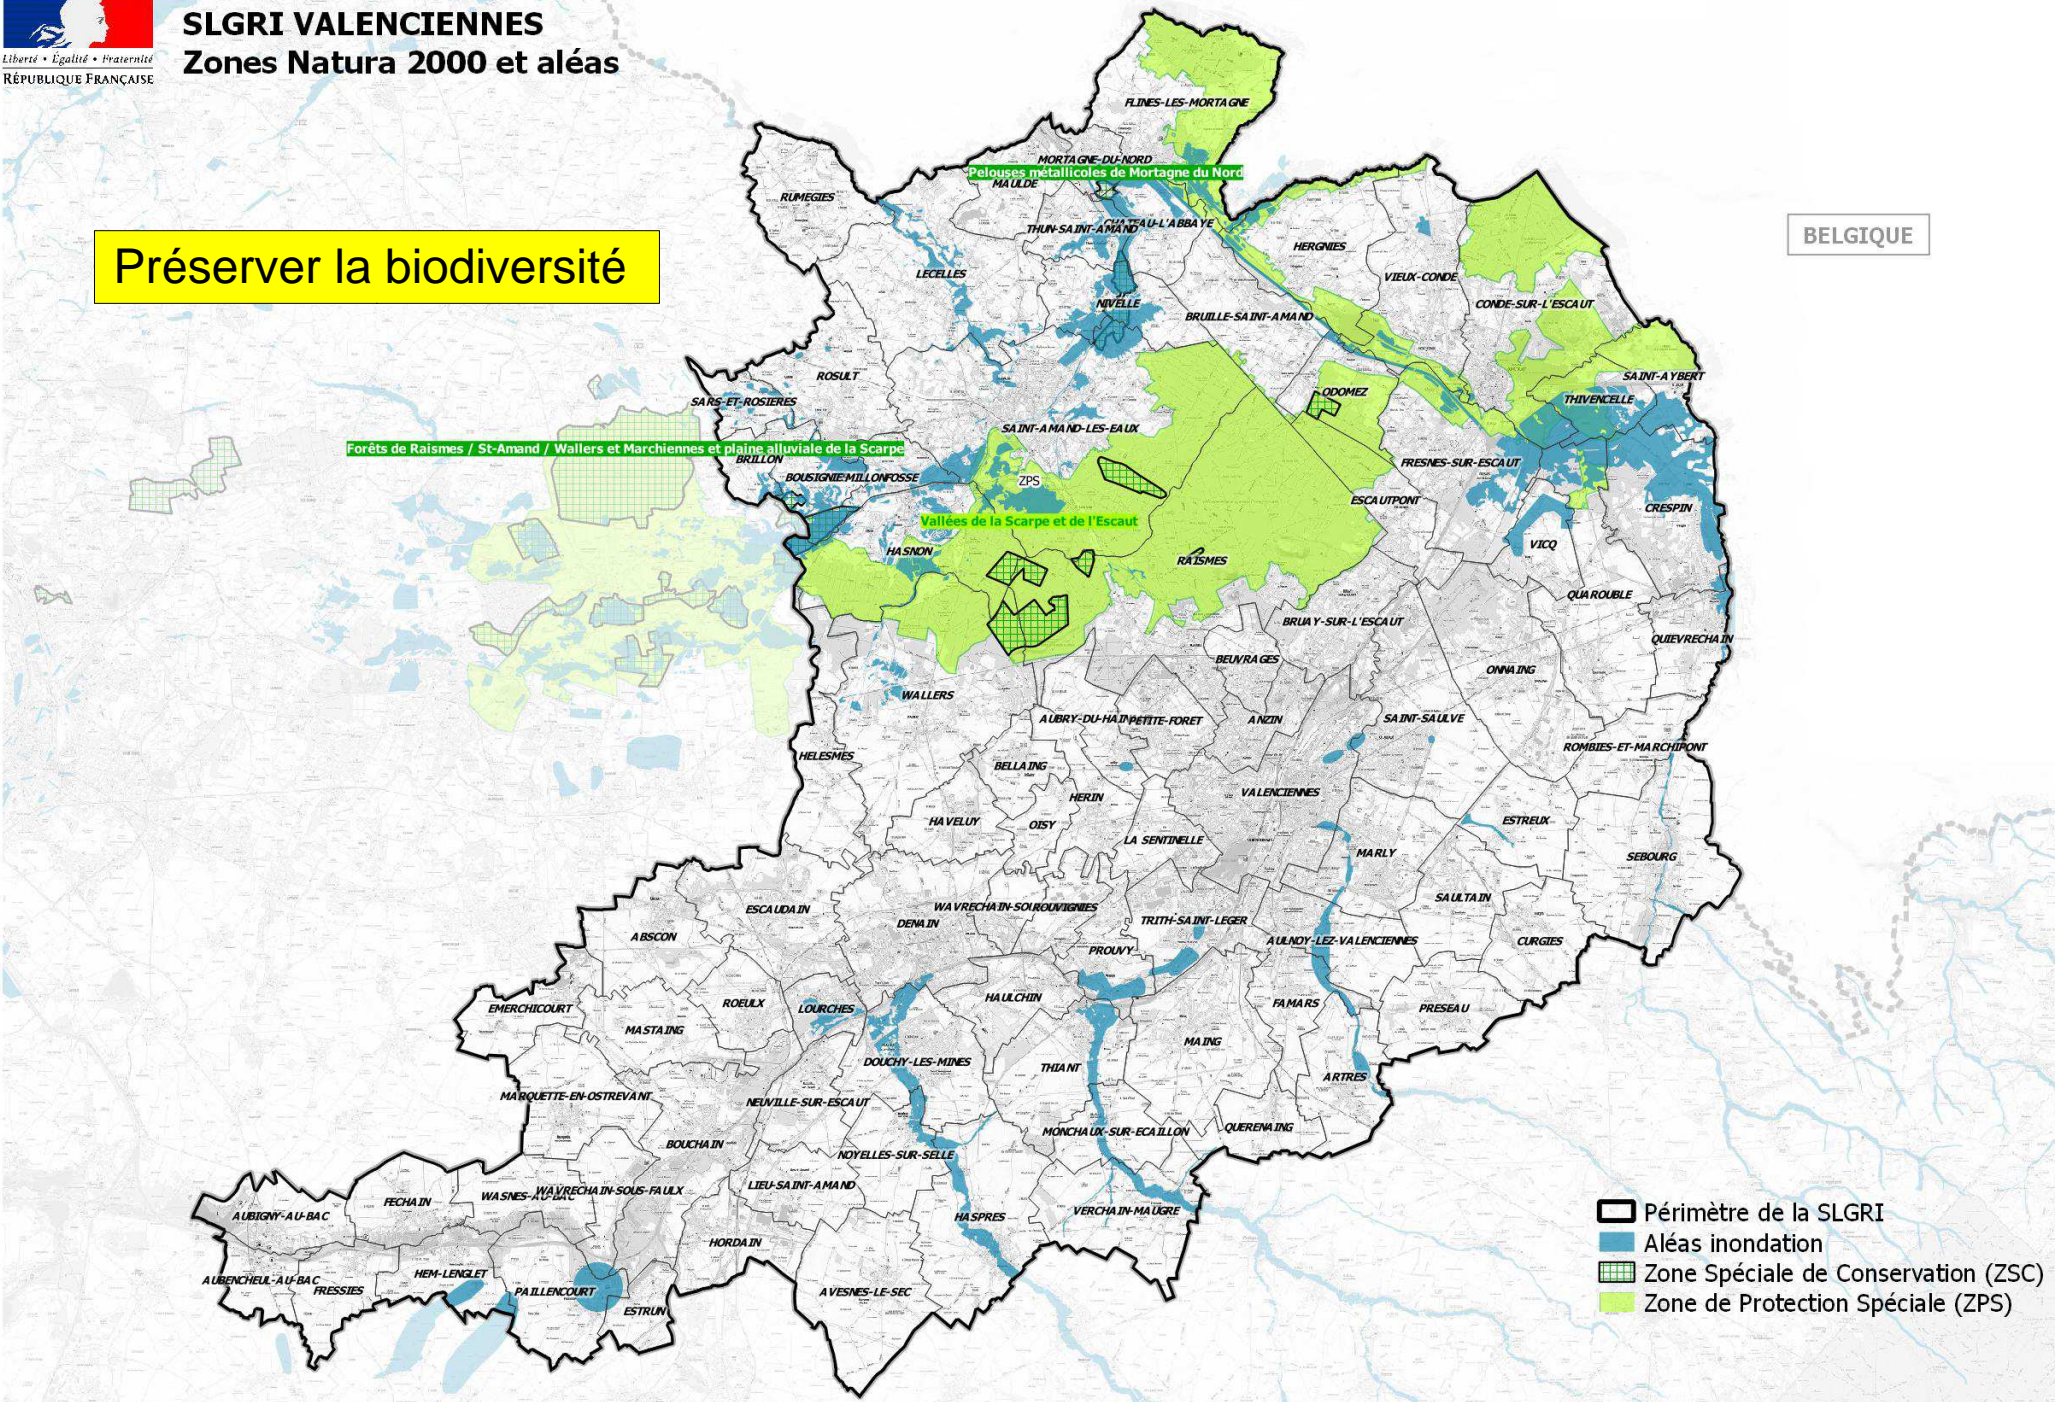 SLGRI VALENCIENNES
Zones Natura 2000 et aléas
Liberté • Égalité • Fraternité
RÉPUBLIQUE FRANÇAISE
Préserver la biodiversité
BELGIQUE
FLINES-LES-MORTAGNE
MORTAGNE-DU-NORD
Pelouses métallicoles de Mortagne du Nord
MAULDE
RUMEGIES
CHATEAU-L'ABBAYE
THUN-SAINT-AMAND
HERGNIES
LECELLES
VIEUX-CONDE
NIVELLE
CONDE-SUR-L'ESCAUT
BRUILLE-SAINT-AMAND
ROSULT
SAINT-AYBERT
ODOMEZ
SARS-ET-ROSIERES
THIVENCELLE
SAINT-AMAND-LES-EAUX
Forêts de Raismes / St-Amand / Wallers et Marchiennes et plaine alluviale de la Scarpe
BRILLON
FRESNES-SUR-ESCAUT
BOUSIGNIES
MILLONFOSSE
ZPS
ESCAUTPONT
CRESPIN
Vallées de la Scarpe et de l'Escaut
VICQ
HASNON
RAISMES
QUAROUBLE
BRUAY-SUR-L'ESCAUT
QUIEVRECHAIN
BEUVRAGES
ONNAING
WALLERS
AUBRY-DU-HAINAUT
PETITE-FORET
ANZIN
SAINT-SAULVE
ROMBIES-ET-MARCHIPONT
HELESMES
BELLAING
HERIN
VALENCIENNES
HAVELUY
OISY
ESTREUX
LA SENTINELLE
MARLY
SEBOURG
SAULTAIN
ESCAUDAIN
WAVRECHAIN-SOU
ROUVIGNIES
DENAIN
TRITH-SAINT-LEGER
ABSCON
PROUVY
AULNOY-LEZ-VALENCIENNES
CURGIES
HAULCHIN
EMERCHICOURT
ROEULX
LOURCHES
FAMARS
PRESEAU
MASTAING
MAING
DOUCHY-LES-MINES
THIANT
ARTRES
MARQUETTE-EN-OSTREVANT
NEUVILLE-SUR-ESCAUT
BOUCHAIN
MONCHAUX-SUR-ECAILLON
QUERENAING
NOYELLES-SUR-SELLE
LIEU-SAINT-AMAND
FECHAIN
WASNES-AU-BAC
WAVRECHAIN-SOUS-FAULX
AUBIGNY-AU-BAC
HASPRES
VERCHAIN-MAUGRE
HORDAIN
AUBENCHEUL-AU-BAC
FRESSIES
HEM-LENGLET
PAILLENCOURT
ESTRUN
AVESNES-LE-SEC
Périmètre de la SLGRI
Aléas inondation
Zone Spéciale de Conservation (ZSC)
Zone de Protection Spéciale (ZPS)